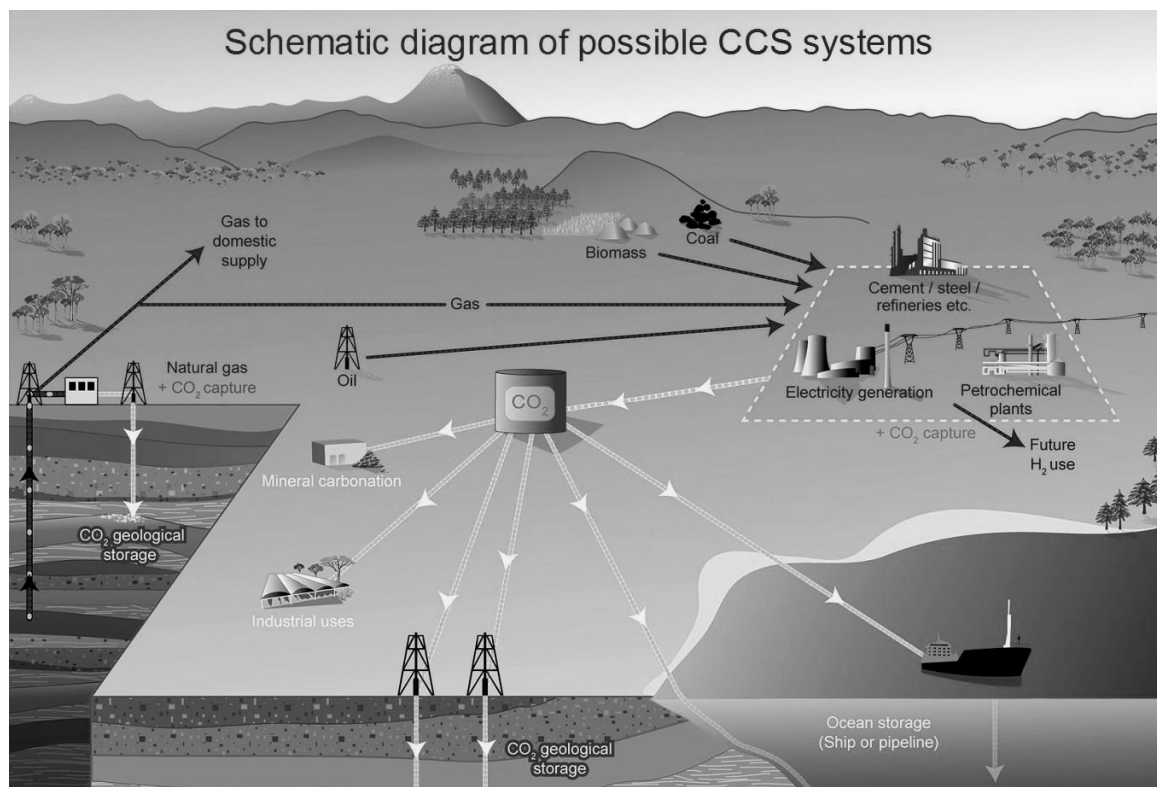 Schematic diagram of possible CCS systems
Gas to
domestic
supply
Biomass
Coal
Cement / steel /
refineries etc.
Gas
Oil
Natural gas
+ CO₂ capture
CO₂
Electricity generation
Petrochemical
plants
+ CO₂ capture
Future
H₂ use
Mineral carbonation
CO₂ geological
storage
Industrial uses
Ocean storage
(Ship or pipeline)
CO₂ geological
storage